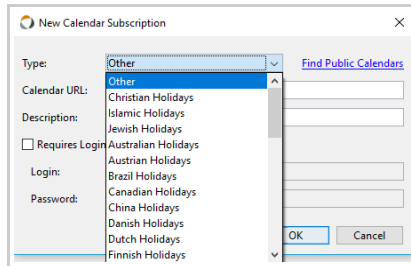 New Calendar Subscription
Type:
Other
Find Public Calendars
Other
Calendar URL:
Christian Holidays
Islamic Holidays
Description:
Jewish Holidays
Requires Login
Australian Holidays
Austrian Holidays
Login:
Brazil Holidays
Canadian Holidays
Password:
China Holidays
Danish Holidays
Dutch Holidays
OK
Cancel
Finnish Holidays